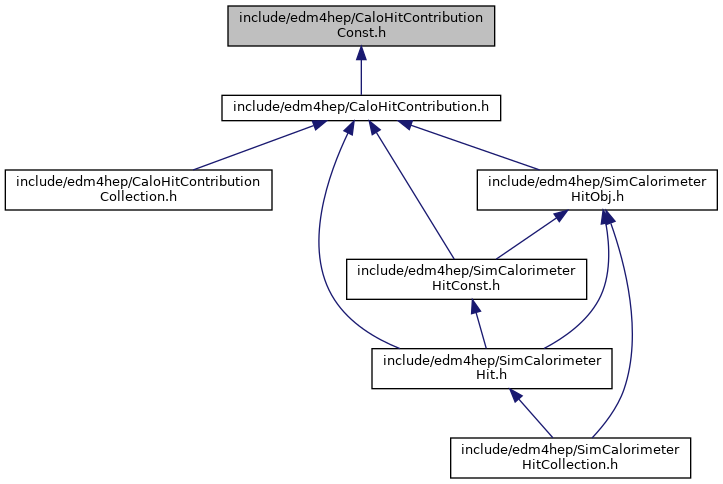 include/edm4hep/CaloHitContribution
Const.h
include/edm4hep/CaloHitContribution.h
include/edm4hep/CaloHitContribution
Collection.h
include/edm4hep/SimCalorimeter
HitObj.h
include/edm4hep/SimCalorimeter
HitConst.h
include/edm4hep/SimCalorimeter
Hit.h
include/edm4hep/SimCalorimeter
HitCollection.h